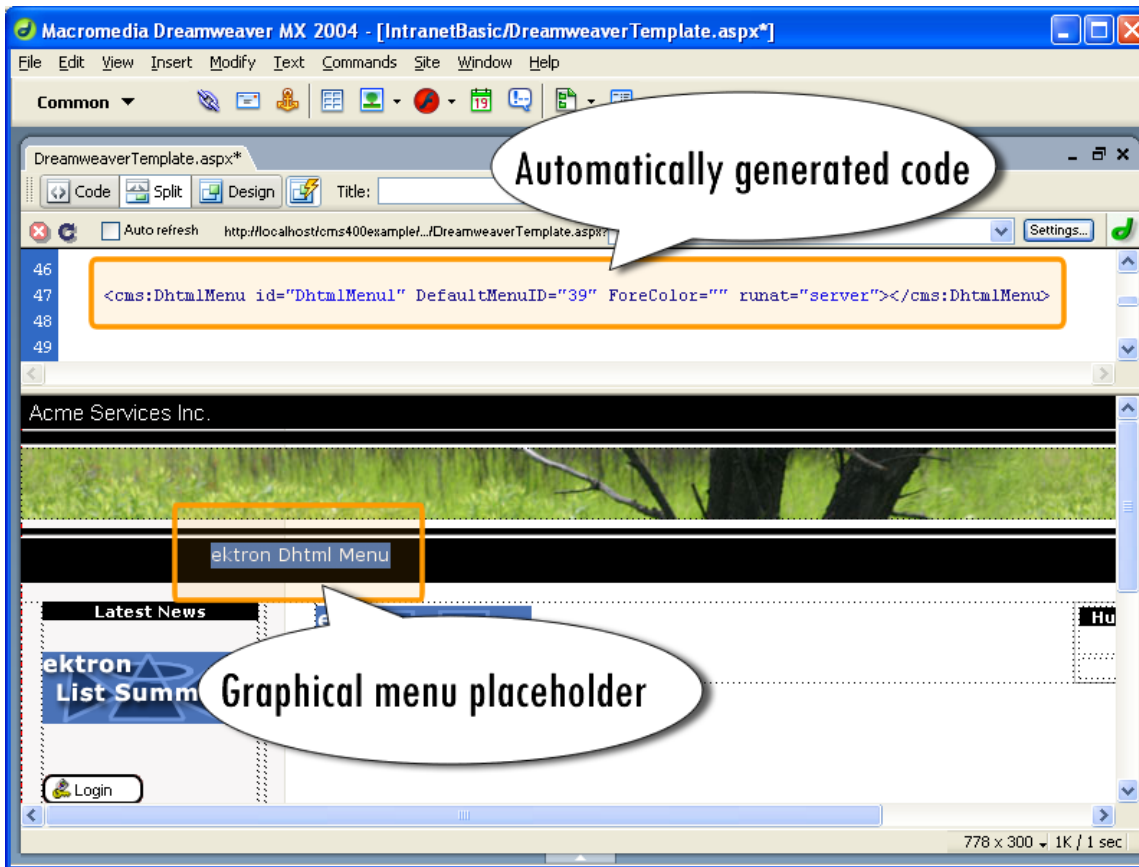 Macromedia Dreamweaver MX 2004 - [IntranetBasic/DreamweaverTemplate.aspx*]
File Edit View Insert Modify Text Commands Site Window Help
Common
19
DreamweaverTemplate.aspx*
Automatically generated code
Code Split Design Title:
Auto refresh http://localhost/cms400example/.../DreamweaverTemplate.aspx? Settings...
46
47 <cms:DhtmlMenu id="DhtmlMenu1" DefaultMenuID="39" ForeColor="" runat="server"></cms:DhtmlMenu>
48
49
Acme Services Inc.
ektron Dhtml Menu
Latest News
Hu
ektron
List Summ
Graphical menu placeholder
Login
778 x 300 1K / 1 sec